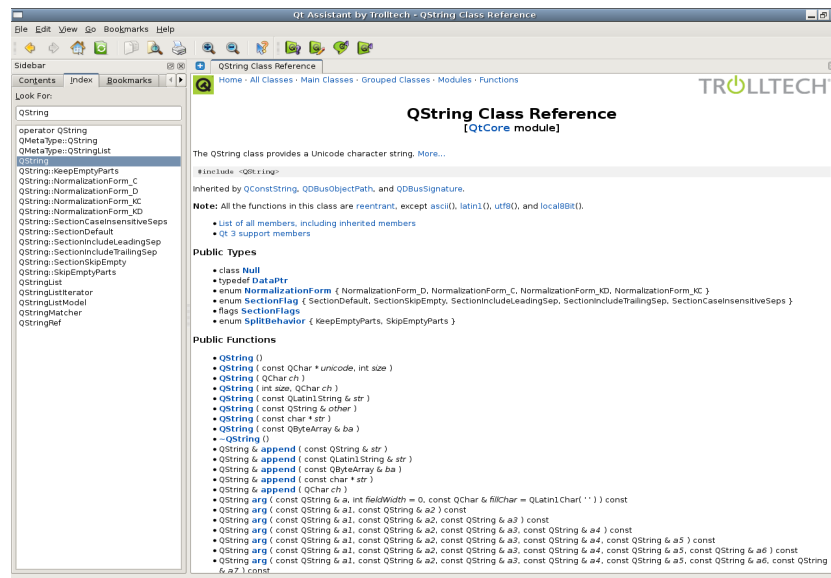 Qt Assistant by Trolltech - QString Class Reference
File Edit View Go Bookmarks Help
Sidebar
Contents Index Bookmarks
Look For:
QString
operator QString
QMetaType::QString
QMetaType::QStringList
QString
QString::KeepEmptyParts
QString::NormalizationForm_C
QString::NormalizationForm_D
QString::NormalizationForm_KC
QString::NormalizationForm_KD
QString::SectionCaseInsensitiveSeps
QString::SectionDefault
QString::SectionIncludeLeadingSep
QString::SectionIncludeTrailingSep
QString::SectionSkipEmpty
QString::SkipEmptyParts
QStringList
QStringListIterator
QStringListModel
QStringMatcher
QStringRef
QString Class Reference
Home · All Classes · Main Classes · Grouped Classes · Modules · Functions
TROLLTECH
QString Class Reference
[QtCore module]
The QString class provides a Unicode character string. More...
#include <QString>
Inherited by QConstString, QDBusObjectPath, and QDBusSignature.
Note: All the functions in this class are reentrant, except ascii(), latin1(), utf8(), and local8Bit().
• List of all members, including inherited members
• Qt 3 support members
Public Types
• class Null
• typedef DataPtr
• enum NormalizationForm { NormalizationForm_D, NormalizationForm_C, NormalizationForm_KD, NormalizationForm_KC }
• enum SectionFlag { SectionDefault, SectionSkipEmpty, SectionIncludeLeadingSep, SectionIncludeTrailingSep, SectionCaseInsensitiveSeps }
• flags SectionFlags
• enum SplitBehavior { KeepEmptyParts, SkipEmptyParts }
Public Functions
• QString ()
• QString ( const QChar * unicode, int size )
• QString ( QChar ch )
• QString ( int size, QChar ch )
• QString ( const QLatin1String & str )
• QString ( const QString & other )
• QString ( const char * str )
• QString ( const QByteArray & ba )
• ~QString ()
• QString & append ( const QString & str )
• QString & append ( const QLatin1String & str )
• QString & append ( const QByteArray & ba )
• QString & append ( const char * str )
• QString & append ( QChar ch )
• QString arg ( const QString & a, int fieldWidth = 0, const QChar & fillChar = QLatin1Char( ' ' ) ) const
• QString arg ( const QString & a1, const QString & a2 ) const
• QString arg ( const QString & a1, const QString & a2, const QString & a3 ) const
• QString arg ( const QString & a1, const QString & a2, const QString & a3, const QString & a4 ) const
• QString arg ( const QString & a1, const QString & a2, const QString & a3, const QString & a4, const QString & a5 ) const
• QString arg ( const QString & a1, const QString & a2, const QString & a3, const QString & a4, const QString & a5, const QString & a6 ) const
• QString arg ( const QString & a1, const QString & a2, const QString & a3, const QString & a4, const QString & a5, const QString & a6, const QString
& a7 ) const